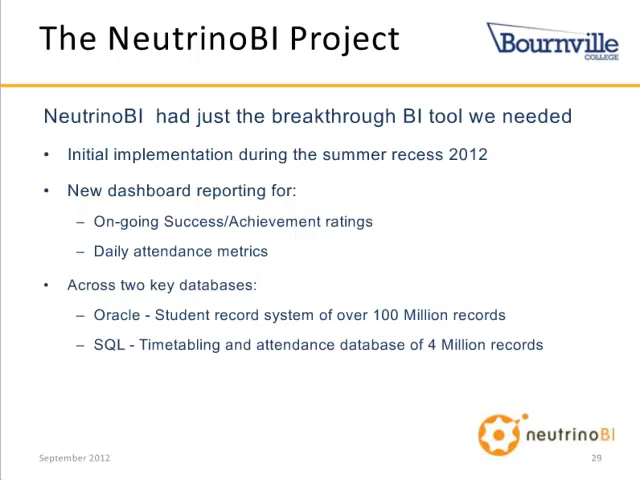 The NeutrinoBI Project
Bournville
COLLEGE
NeutrinoBI had just the breakthrough BI tool we needed
• Initial implementation during the summer recess 2012
• New dashboard reporting for:
– On-going Success/Achievement ratings
– Daily attendance metrics
• Across two key databases:
– Oracle - Student record system of over 100 Million records
– SQL - Timetabling and attendance database of 4 Million records
neutrinoBI
September 2012
29